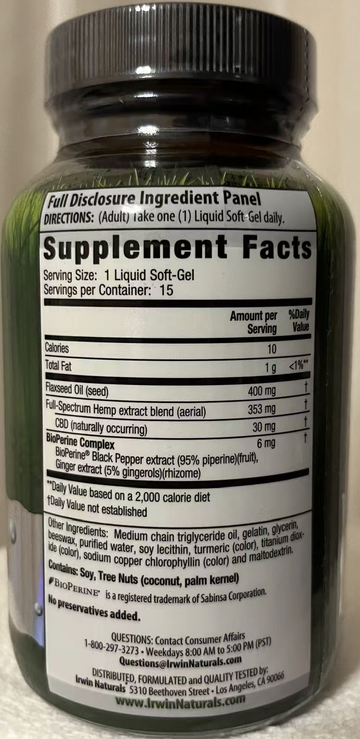 Full Disclosure Ingredient Panel
DIRECTIONS: (Adult) Take one (1) Liquid Soft-Gel daily.
Supplement Facts
Serving Size: 1 Liquid Soft-Gel
Servings per Container: 15
Amount per Serving %Daily Value
Calories 10
Total Fat 1 g <1%**
Flaxseed Oil (seed) 400 mg †
Full-Spectrum Hemp extract blend (aerial) 353 mg †
CBD (naturally occurring) 30 mg †
BioPerine Complex 6 mg †
BioPerine® Black Pepper extract (95% piperine)(fruit),
Ginger extract (5% gingerols)(rhizome)
**Daily Value based on a 2,000 calorie diet
†Daily Value not established
Other Ingredients: Medium chain triglyceride oil, gelatin, glycerin,
beeswax, purified water, soy lecithin, turmeric (color), titanium diox-
ide (color), sodium copper chlorophyllin (color) and maltodextrin.
Contains: Soy, Tree Nuts (coconut, palm kernel)
BIOPERINE® is a registered trademark of Sabinsa Corporation.
No preservatives added.
QUESTIONS: Contact Consumer Affairs
1-800-297-3273 • Weekdays 8:00 AM to 5:00 PM (PST)
Questions@IrwinNaturals.com
DISTRIBUTED, FORMULATED and QUALITY TESTED by:
Irwin Naturals 5310 Beethoven Street • Los Angeles, CA 90066
www.IrwinNaturals.com